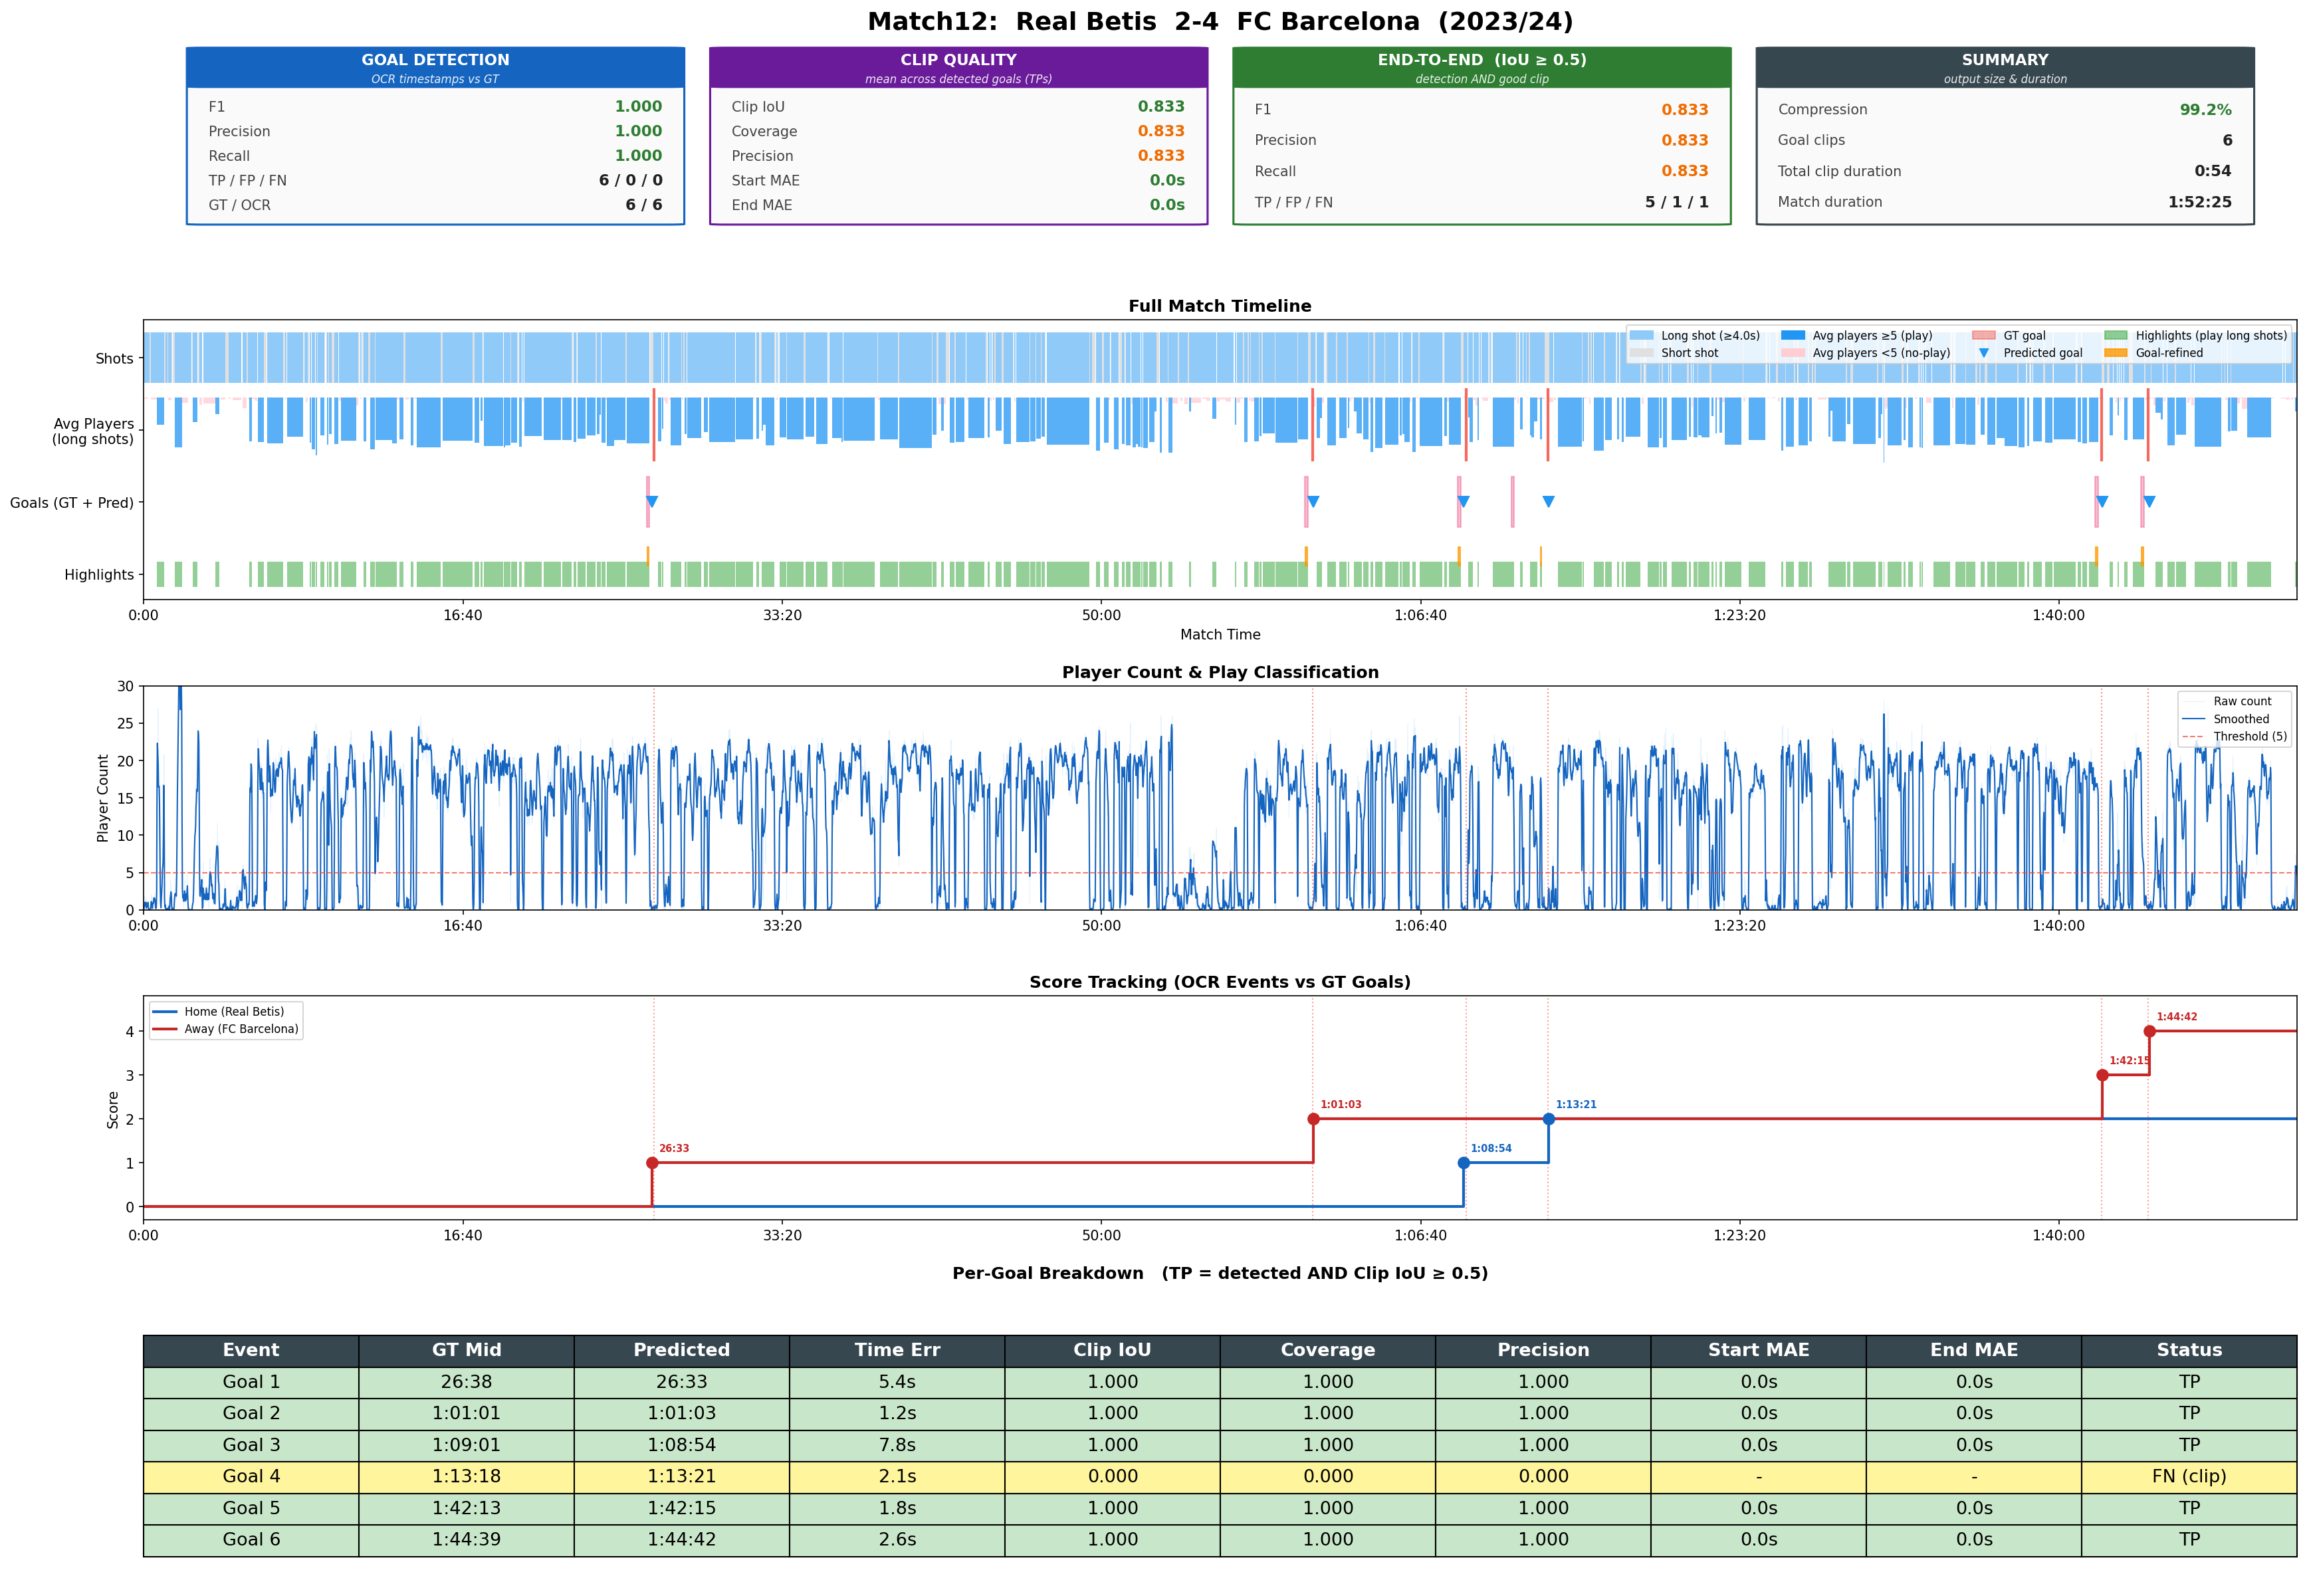 Match12:  Real Betis  2-4  FC Barcelona  (2023/24)
GOAL DETECTION
OCR timestamps vs GT
F1 1.000
Precision 1.000
Recall 1.000
TP / FP / FN 6 / 0 / 0
GT / OCR 6 / 6
CLIP QUALITY
mean across detected goals (TPs)
Clip IoU 0.833
Coverage 0.833
Precision 0.833
Start MAE 0.0s
End MAE 0.0s
END-TO-END  (IoU ≥ 0.5)
detection AND good clip
F1 0.833
Precision 0.833
Recall 0.833
TP / FP / FN 5 / 1 / 1
SUMMARY
output size & duration
Compression 99.2%
Goal clips 6
Total clip duration 0:54
Match duration 1:52:25
Full Match Timeline
Long shot (≥4.0s) Avg players ≥5 (play) GT goal Highlights (play long shots)
Short shot Avg players <5 (no-play) Predicted goal Goal-refined
Shots
Avg Players
(long shots)
Goals (GT + Pred)
Highlights
0:00 16:40 33:20 50:00 1:06:40 1:23:20 1:40:00
Match Time
Player Count & Play Classification
Raw count
Smoothed
Threshold (5)
Player Count
30
25
20
15
10
5
0
0:00 16:40 33:20 50:00 1:06:40 1:23:20 1:40:00
Score Tracking (OCR Events vs GT Goals)
Home (Real Betis)
Away (FC Barcelona)
Score
4
3
2
1
0
26:33
1:01:03
1:08:54
1:13:21
1:42:15
1:44:42
0:00 16:40 33:20 50:00 1:06:40 1:23:20 1:40:00
Per-Goal Breakdown   (TP = detected AND Clip IoU ≥ 0.5)
Event GT Mid Predicted Time Err Clip IoU Coverage Precision Start MAE End MAE Status
Goal 1 26:38 26:33 5.4s 1.000 1.000 1.000 0.0s 0.0s TP
Goal 2 1:01:01 1:01:03 1.2s 1.000 1.000 1.000 0.0s 0.0s TP
Goal 3 1:09:01 1:08:54 7.8s 1.000 1.000 1.000 0.0s 0.0s TP
Goal 4 1:13:18 1:13:21 2.1s 0.000 0.000 0.000 - - FN (clip)
Goal 5 1:42:13 1:42:15 1.8s 1.000 1.000 1.000 0.0s 0.0s TP
Goal 6 1:44:39 1:44:42 2.6s 1.000 1.000 1.000 0.0s 0.0s TP